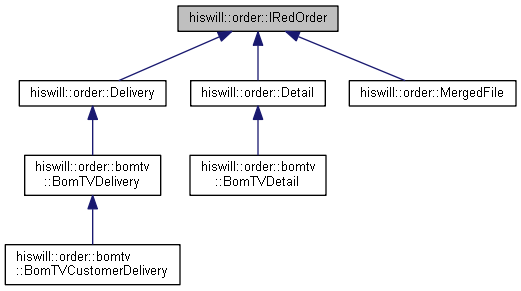 hiswill::order::IRedOrder
hiswill::order::Delivery
hiswill::order::Detail
hiswill::order::MergedFile
hiswill::order::bomtv
::BomTVDelivery
hiswill::order::bomtv
::BomTVDetail
hiswill::order::bomtv
::BomTVCustomerDelivery